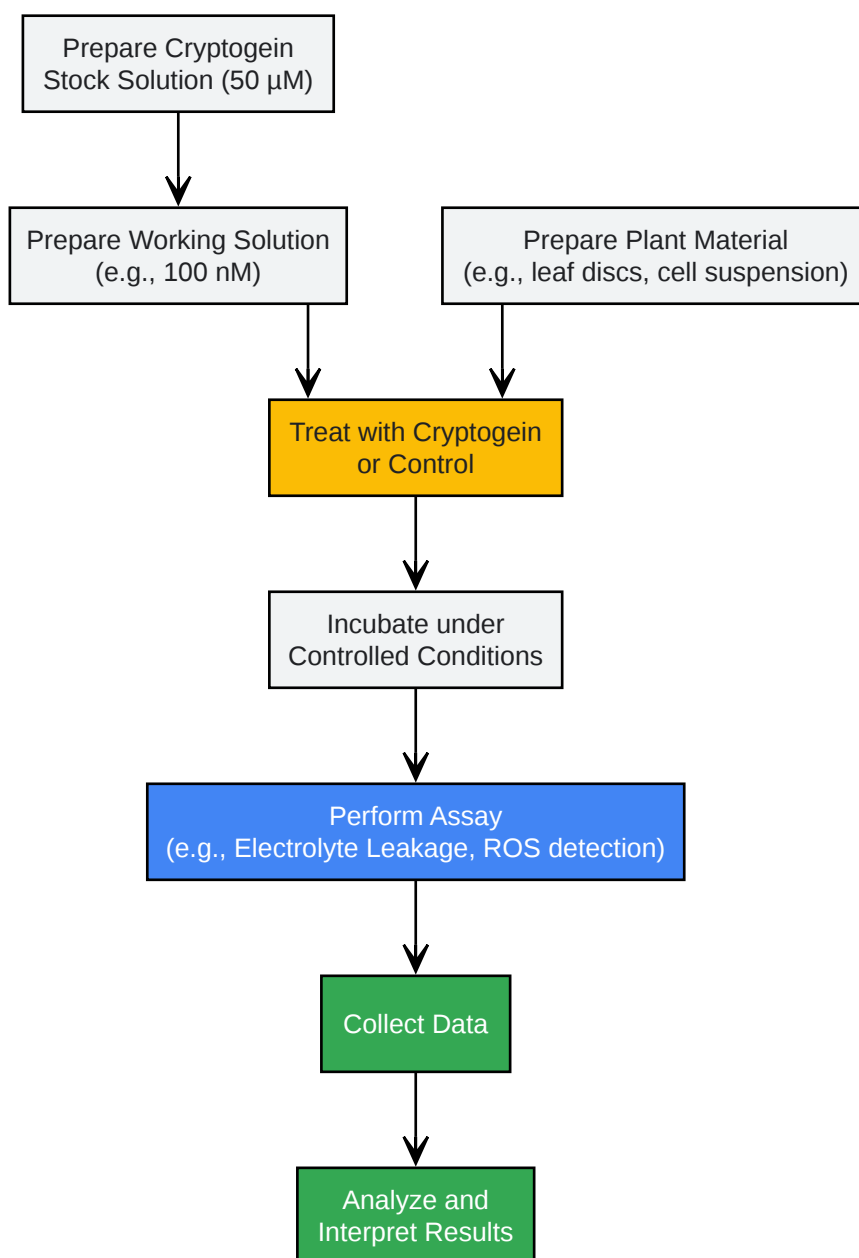 Prepare Cryptogein
Stock Solution (50 µM)
Prepare Working Solution
(e.g., 100 nM)
Prepare Plant Material
(e.g., leaf discs, cell suspension)
Treat with Cryptogein
or Control
Incubate under
Controlled Conditions
Perform Assay
(e.g., Electrolyte Leakage, ROS detection)
Collect Data
Analyze and
Interpret Results